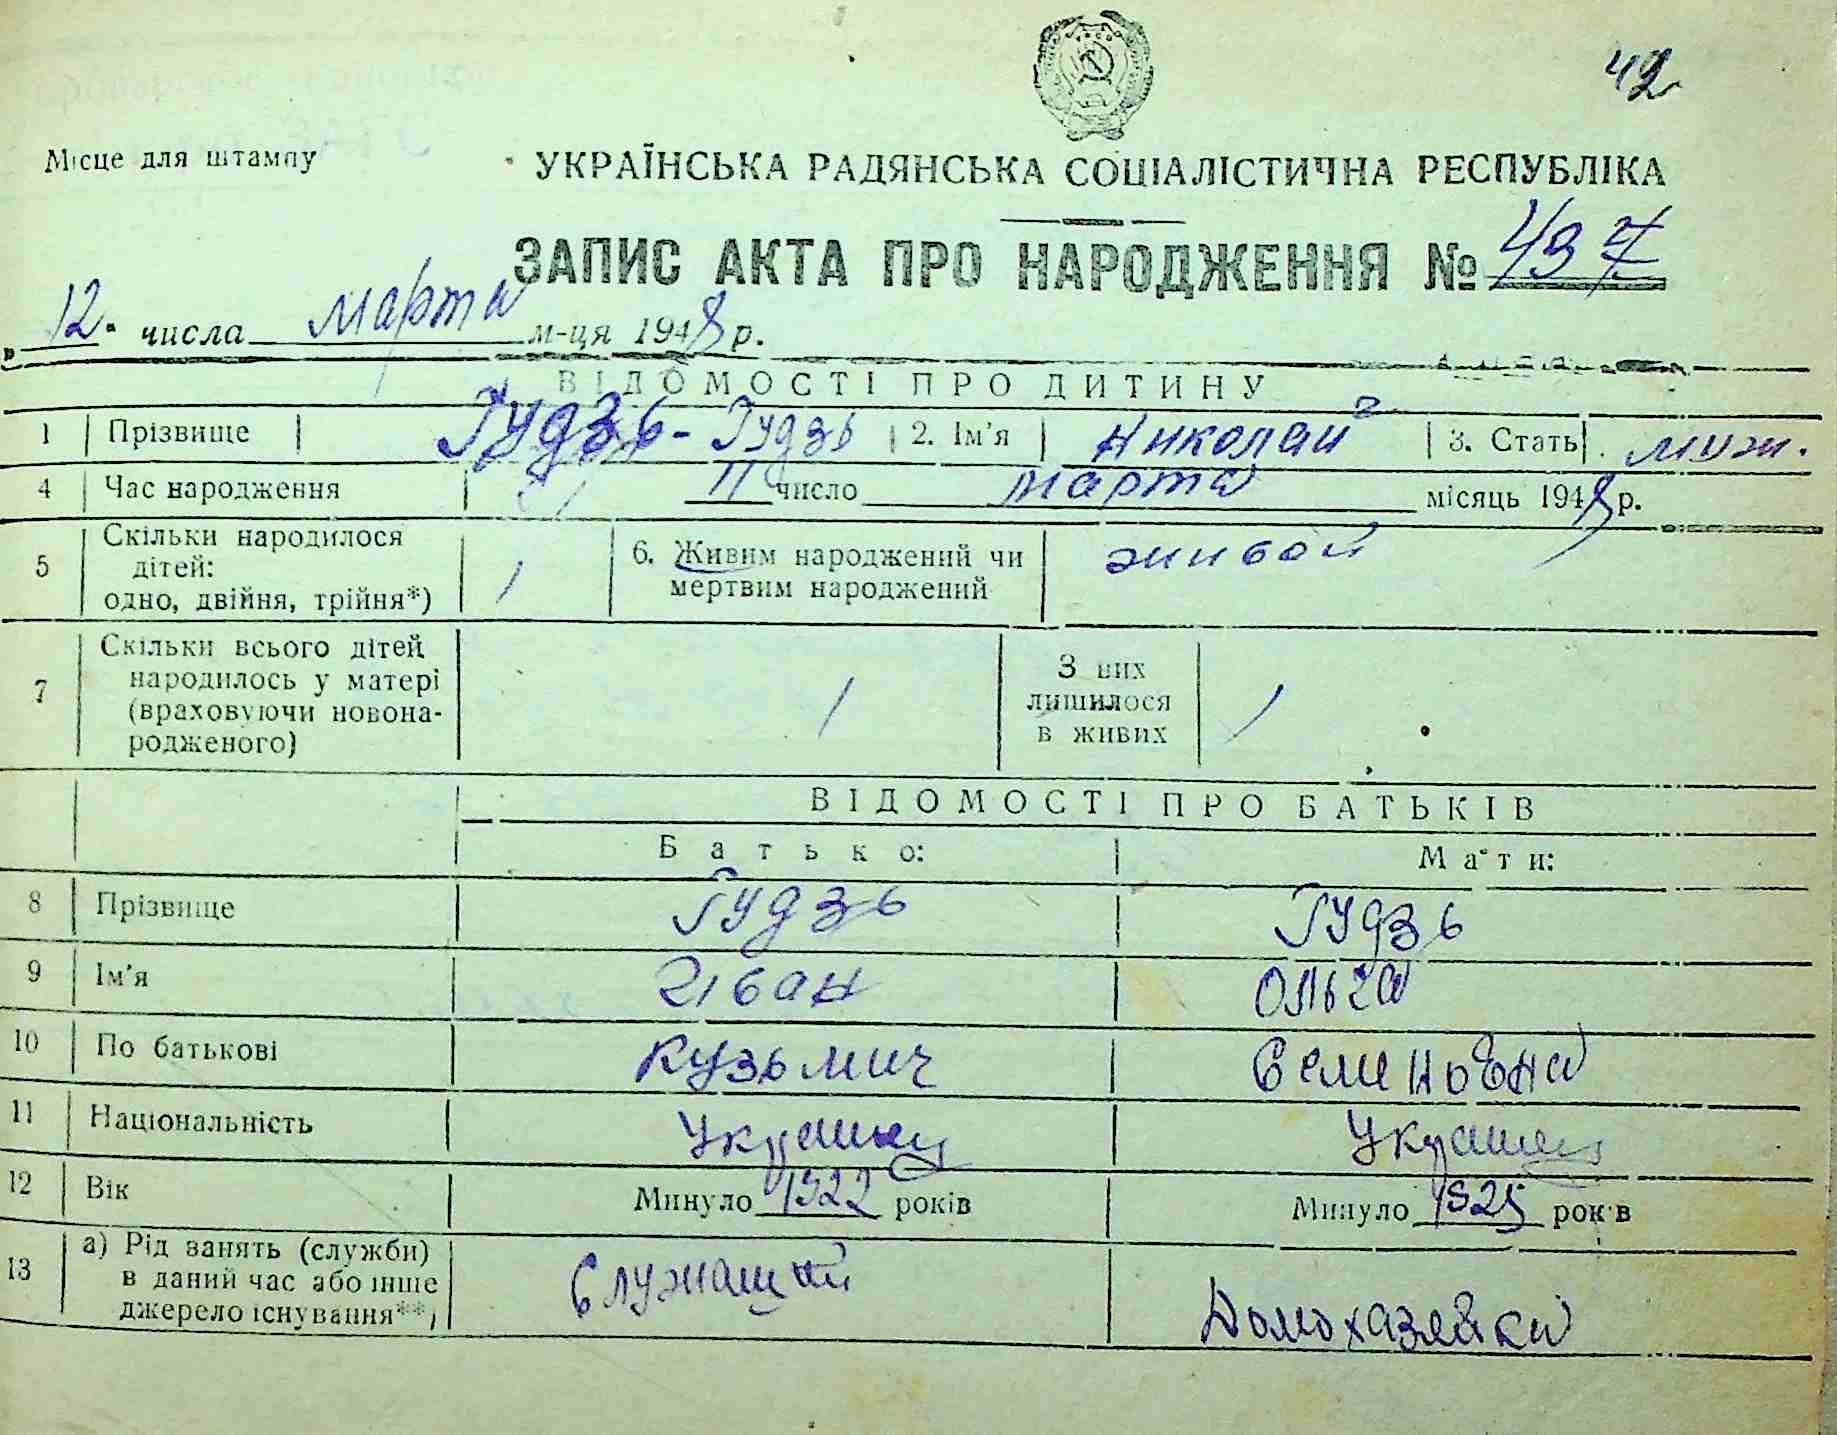 42
Місце для штампу
УКРАЇНСЬКА РАДЯНСЬКА СОЦІАЛІСТИЧНА РЕСПУБЛІКА
ЗАПИС АКТА ПРО НАРОДЖЕННЯ № 437
„12" числа марта м-ця 1948 р.
ВІДОМОСТІ ПРО ДИТИНУ
1 Прізвище Гудзь - Гудзь 2. Ім'я Николай 3. Стать муж.
4 Час народження 11 число марта місяць 1948 р.
5 Скільки народилося дітей: одно, двійня, трійня*) 1 6. Живим народжений чи мертвим народжений живой
7 Скільки всього дітей народилось у матері (враховуючи новонародженого) 1 З них лишилося в живих 1
ВІДОМОСТІ ПРО БАТЬКІВ
Батько: Мати:
8 Прізвище Гудзь Гудзь
9 Ім'я Иван Ольга
10 По батькові Кузьмич Семеновна
11 Національність Украинец Украинец
12 Вік Минуло 1922 років Минуло 1925 років
13 а) Рід занять (служби) в даний час або інше джерело існування**) Служащий Домохазяйка